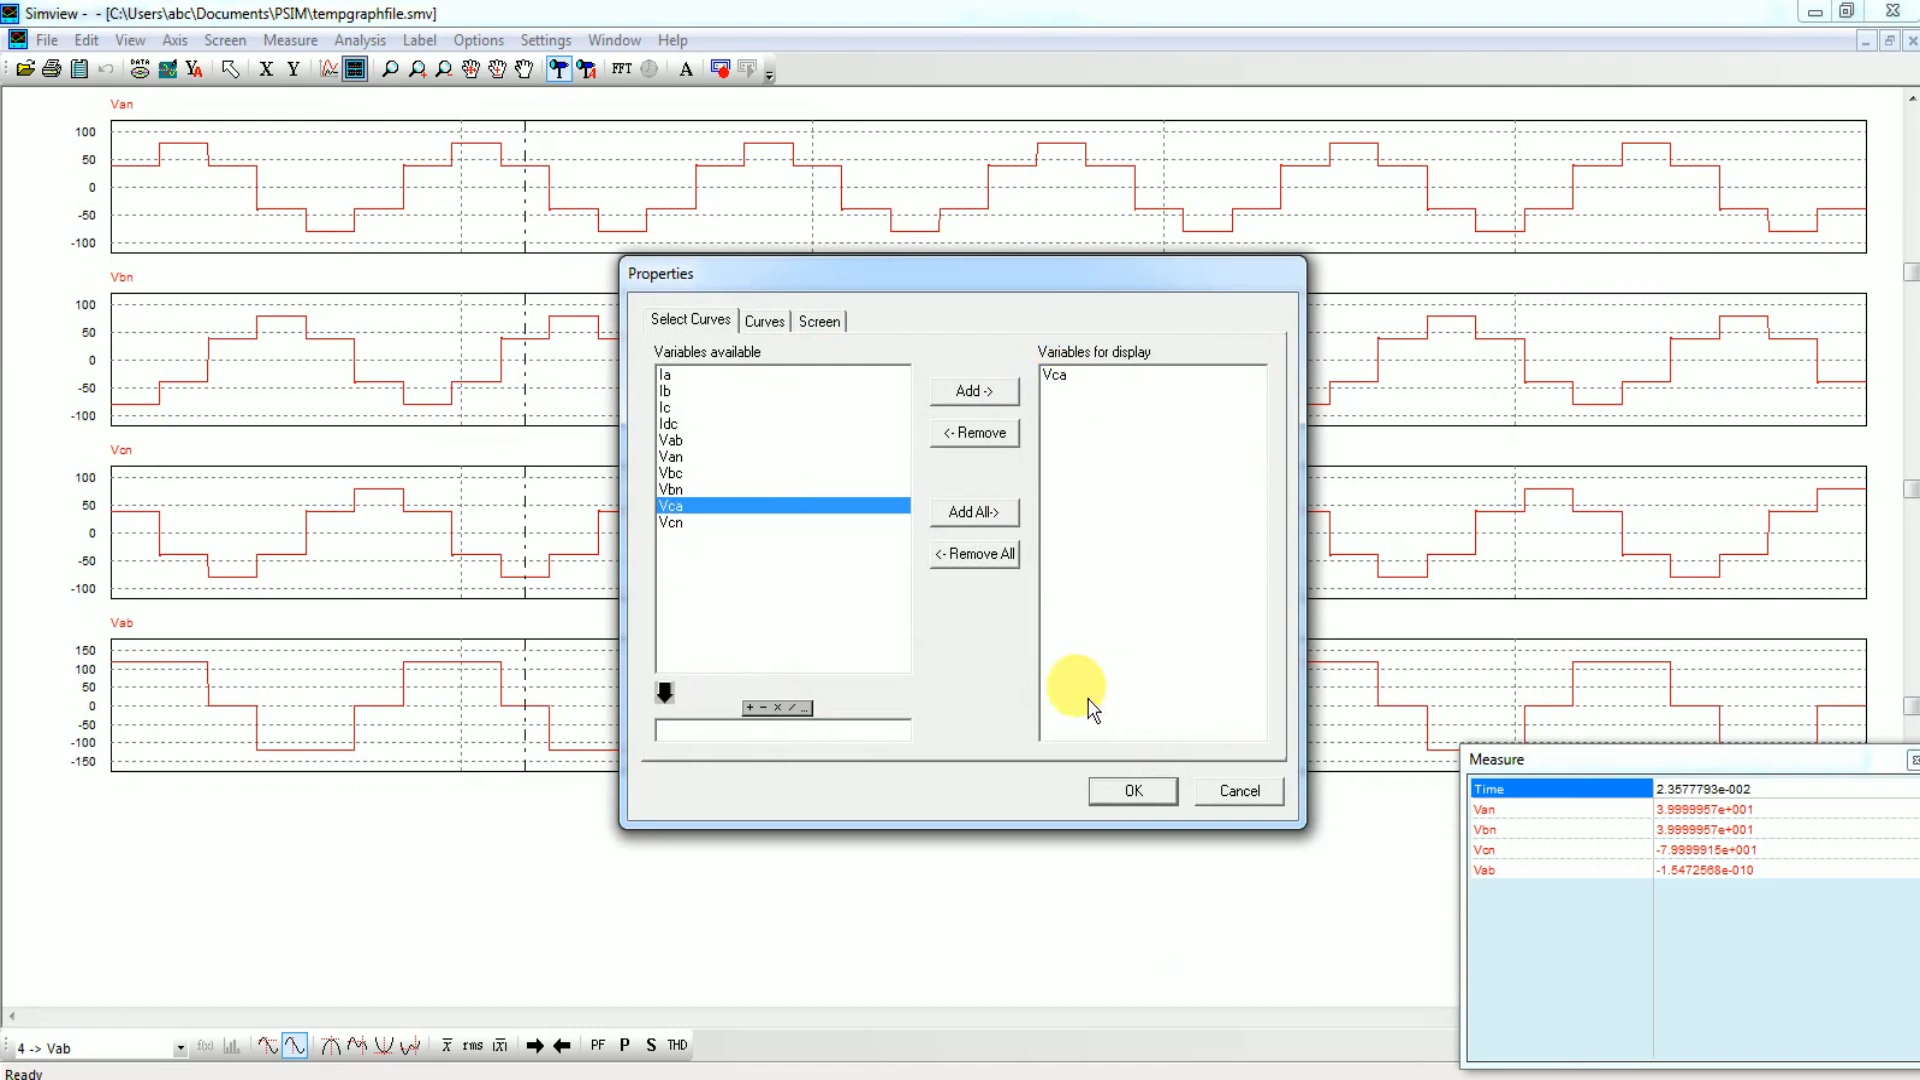 Simview - - [C:\Users\abc\Documents\PSIM\tempgraphfile.smv]
File Edit View Axis Screen Measure Analysis Label Options Settings Window Help
DATA Y A X Y FFT A
Van
100
50
0
-50
-100
Vbn
100
50
0
-50
-100
Vcn
100
50
0
-50
-100
Vab
150
100
50
0
-50
-100
-150
Properties
Select Curves Curves Screen
Variables available
Ia
Ib
Ic
Idc
Vab
Van
Vbc
Vbn
Vca
Vcn
Add ->
<- Remove
Add All->
<- Remove All
Variables for display
Vca
+ - x / ...
OK Cancel
Measure
Time 2.3577793e-002
Van 3.9999957e+001
Vbn 3.9999957e+001
Vcn -7.9999915e+001
Vab -1.5472568e-010
4 -> Vab f(x) x rms |x| PF P S THD
Ready